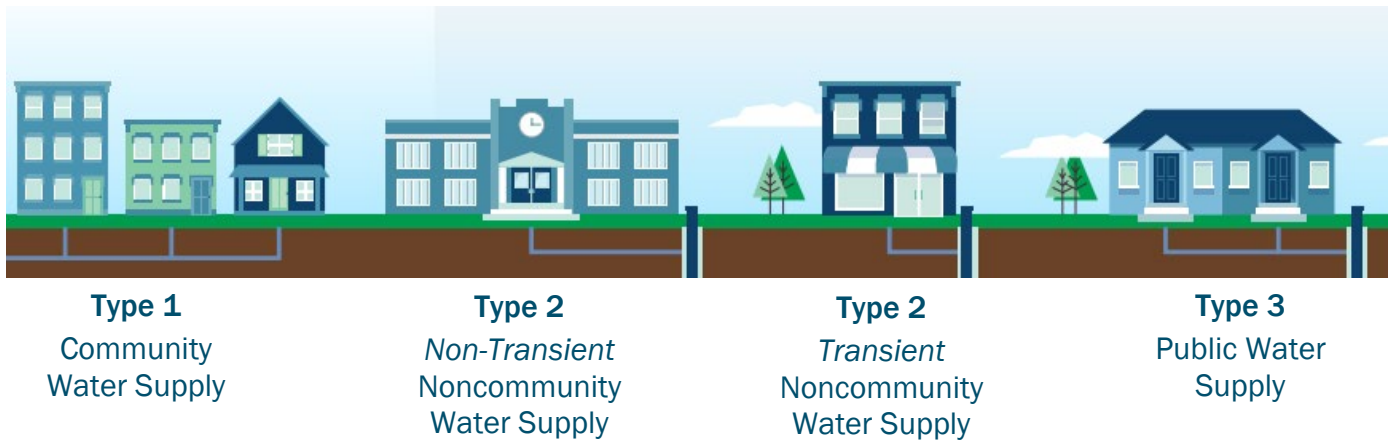 Type 1
Community
Water Supply
Type 2
Non-Transient
Noncommunity
Water Supply
Type 2
Transient
Noncommunity
Water Supply
Type 3
Public Water
Supply